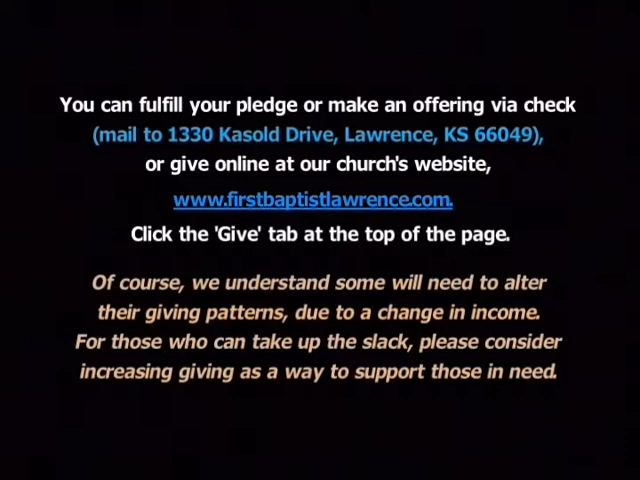 You can fulfill your pledge or make an offering via check
(mail to 1330 Kasold Drive, Lawrence, KS 66049),
or give online at our church's website,
www.firstbaptistlawrence.com.
Click the 'Give' tab at the top of the page.
Of course, we understand some will need to alter
their giving patterns, due to a change in income.
For those who can take up the slack, please consider
increasing giving as a way to support those in need.